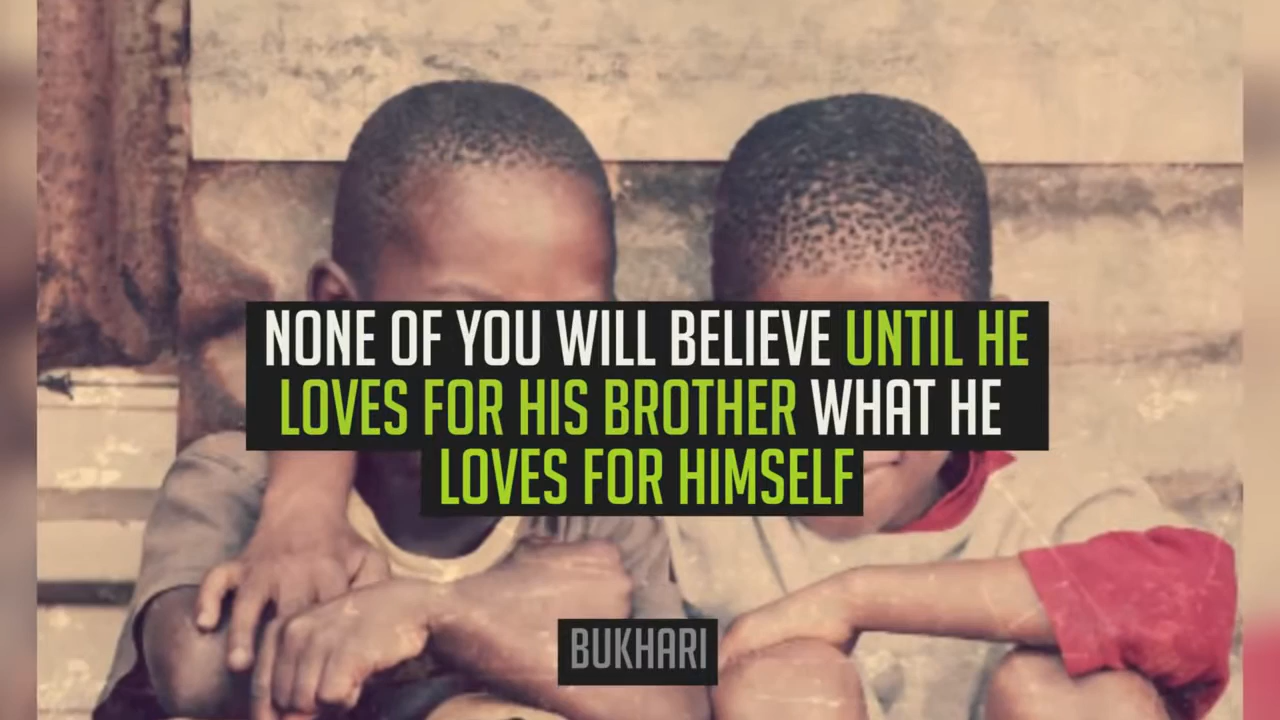 NONE OF YOU WILL BELIEVE UNTIL HE
LOVES FOR HIS BROTHER WHAT HE
LOVES FOR HIMSELF
BUKHARI